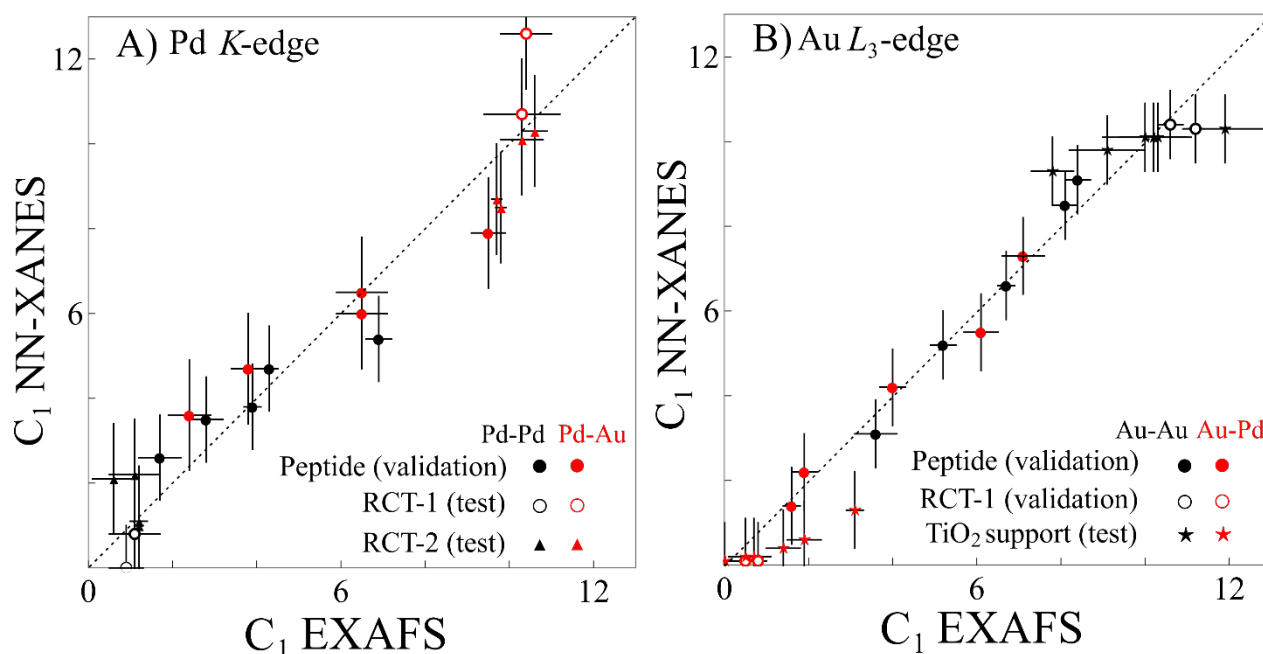 A) Pd K-edge
12
6
0
0 6 12
C₁ NN-XANES
C₁ EXAFS
Pd-Pd Pd-Au
Peptide (validation)
RCT-1 (test)
RCT-2 (test)
B) Au L₃-edge
12
6
0 6 12
C₁ NN-XANES
C₁ EXAFS
Au-Au Au-Pd
Peptide (validation)
RCT-1 (validation)
TiO₂ support (test)